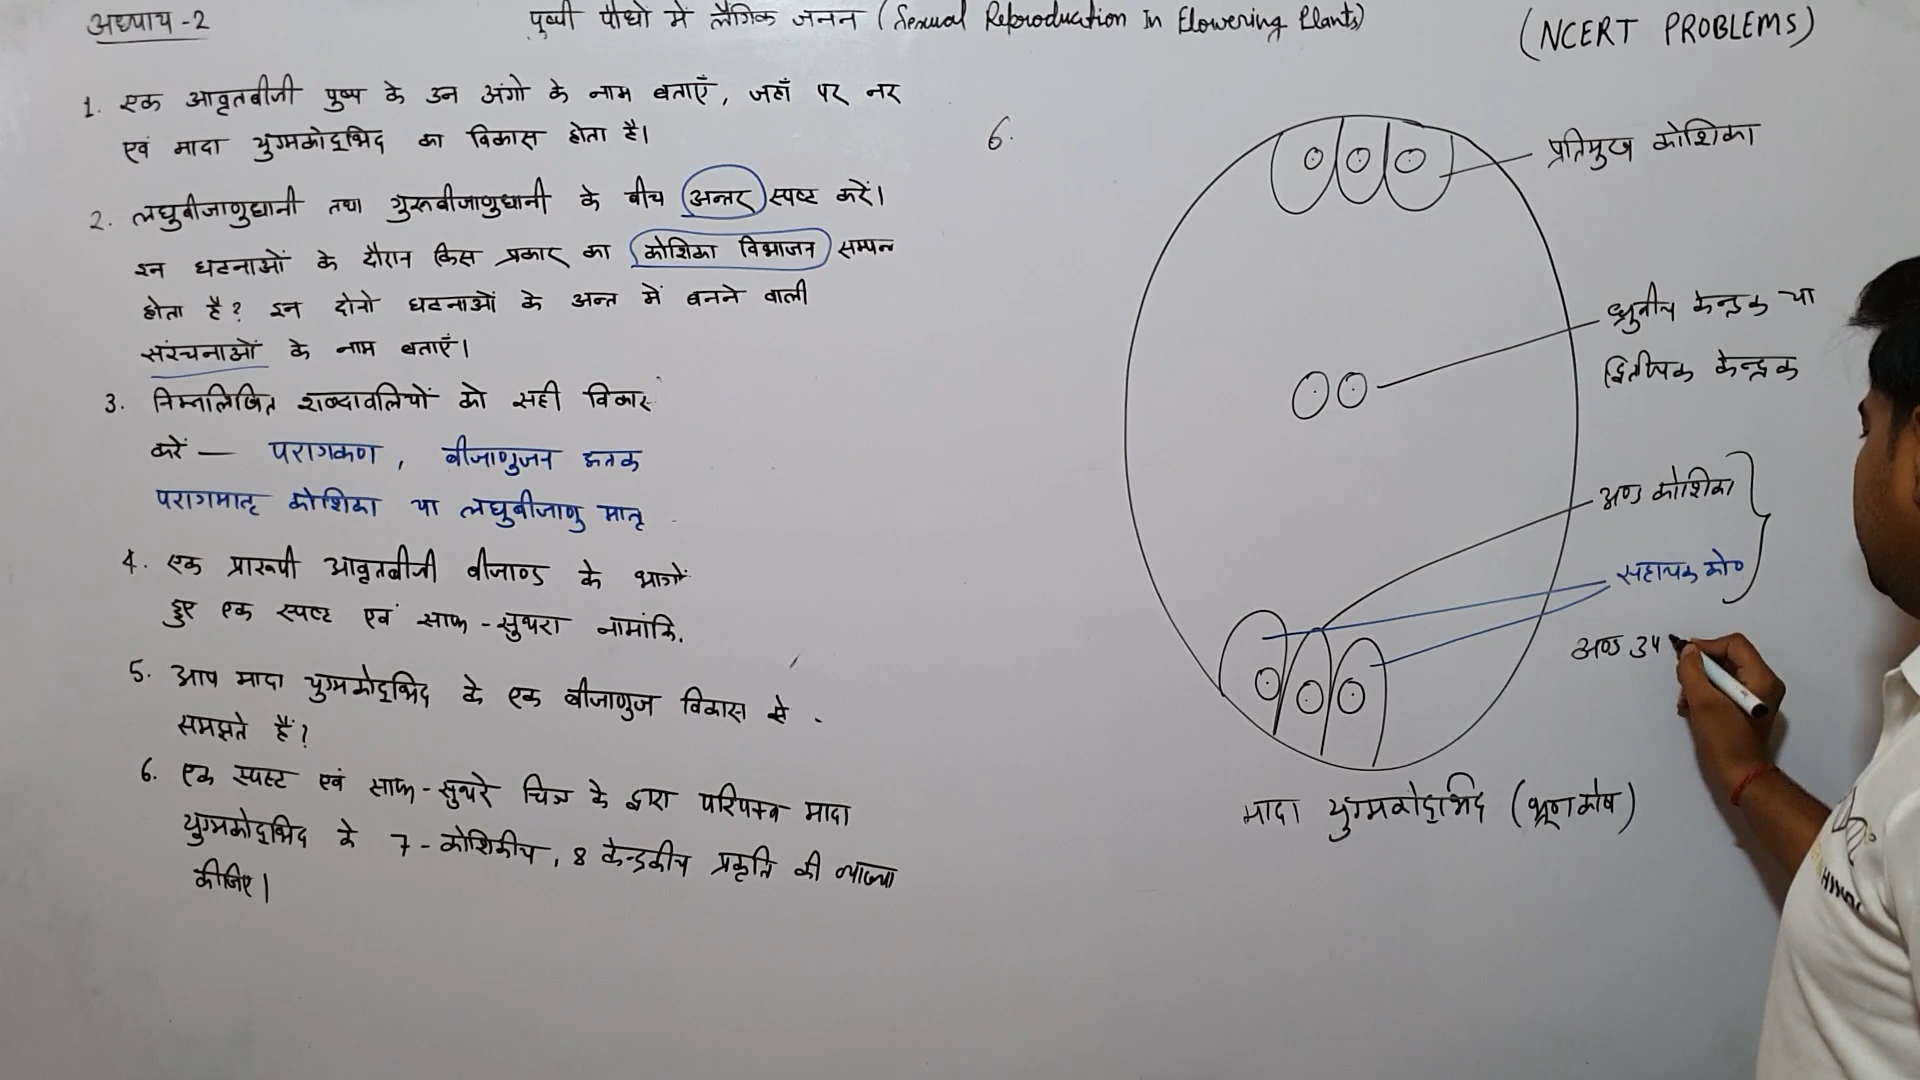 अध्याय -2
पुष्पी पौधों में लैंगिक जनन (Sexual Reproduction In Flowering Plants)
(NCERT PROBLEMS)
1. एक आवृतबीजी पुष्प के उन अंगो के नाम बताएँ, जहाँ पर नर
एवं मादा युग्मकोद्भिद का विकास होता है।
2. लघुबीजाणुधानी तथा गुरूबीजाणुधानी के बीच अन्तर स्पष्ट करें।
इन घटनाओं के दौरान किस प्रकार का कोशिका विभाजन सम्पन्न
होता है? इन दोनो घटनाओं के अन्त में बनने वाली
संरचनाओं के नाम बताएँ।
3. निम्नलिखित शब्दावलियों को सही विकास
करें — परागकण, बीजाणुजन ऊतक
परागमातृ कोशिका या लघुबीजाणु मातृ
4. एक प्रारूपी आवृतबीजी बीजाण्ड के भागों
हुए एक स्पष्ट एवं साफ-सुथरा नामांकि
5. आप मादा युग्मकोद्भिद के एक बीजाणुज विकास से
समझते हैं?
6. एक स्पष्ट एवं साफ-सुथरे चित्र के द्वारा परिपक्व मादा
युग्मकोद्भिद के 7-कोशिकीय, 8 केन्द्रकीय प्रकृति की व्याख्या
कीजिए।
6.
प्रतिमुख कोशिका
ध्रुवीय केन्द्रक या
द्वितीयक केन्द्रक
अण्ड कोशिका
सहायक को०
अण्ड उप
मादा युग्मकोद्भिद (भ्रूणकोष)